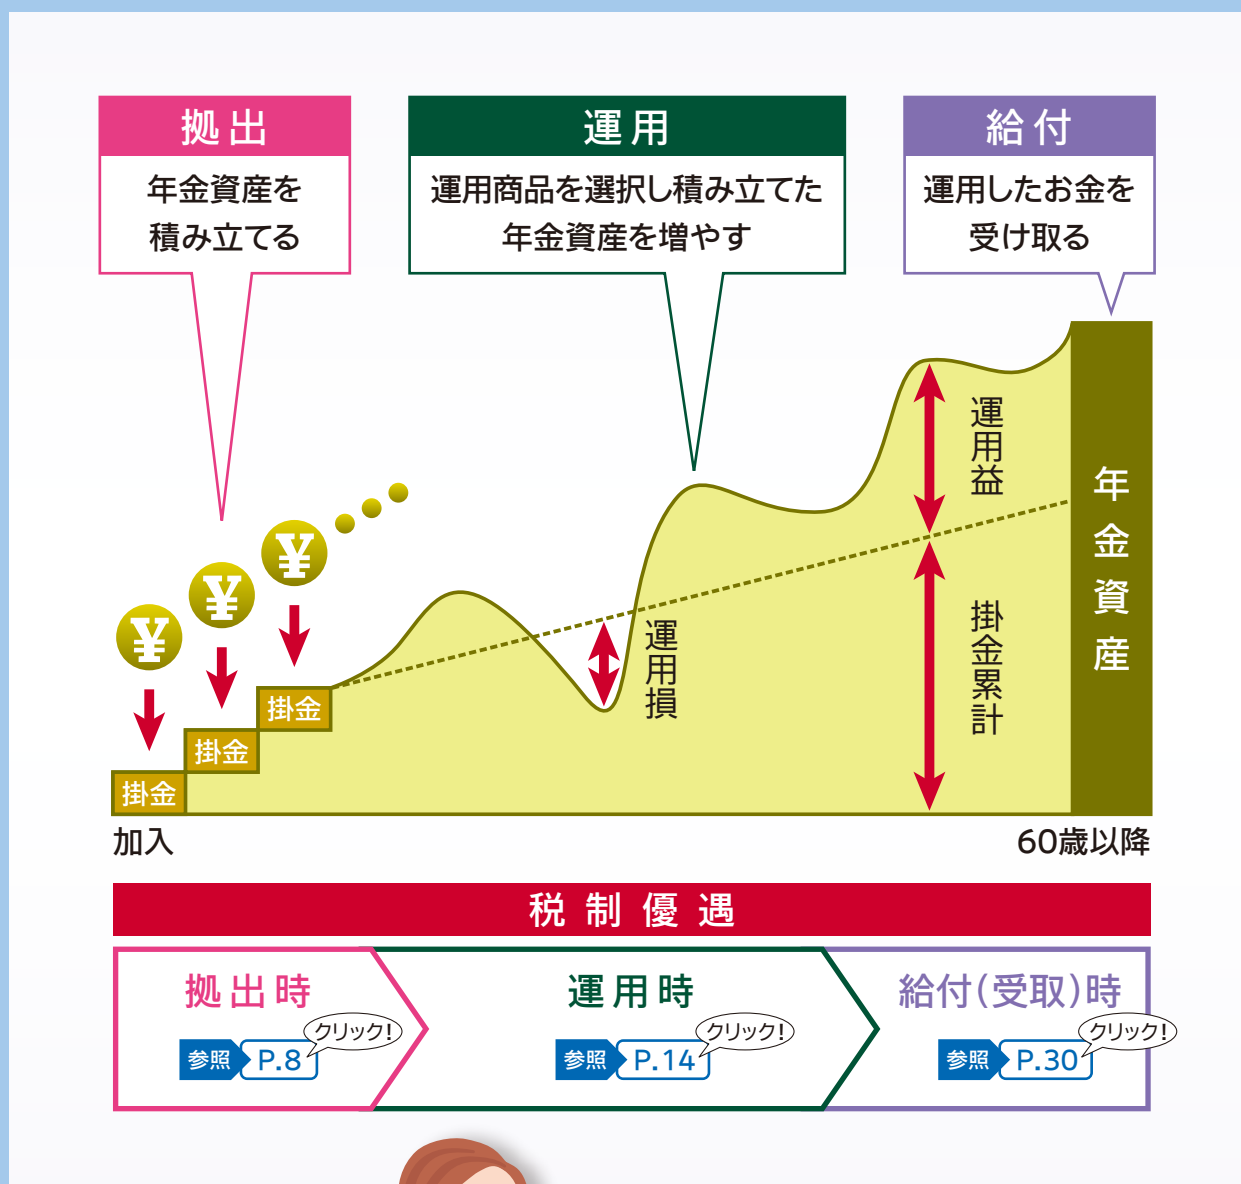 拠出
年金資産を
積み立てる
運用
運用商品を選択し積み立てた
年金資産を増やす
給付
運用したお金を
受け取る
¥
¥
¥
掛金
掛金
掛金
運用損
運用益
掛金累計
年金資産
加入
60歳以降
税制優遇
拠出時
参照 P.8
クリック!
運用時
参照 P.14
クリック!
給付(受取)時
参照 P.30
クリック!